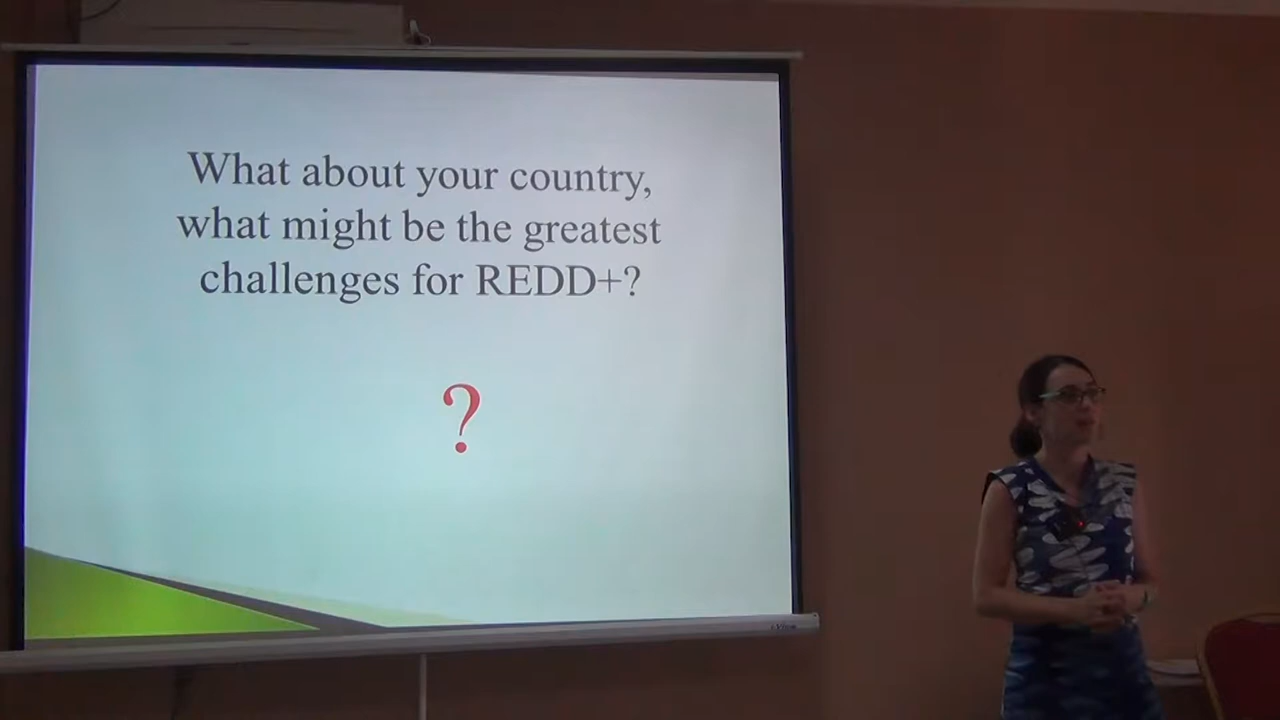 What about your country,
what might be the greatest
challenges for REDD+?
?